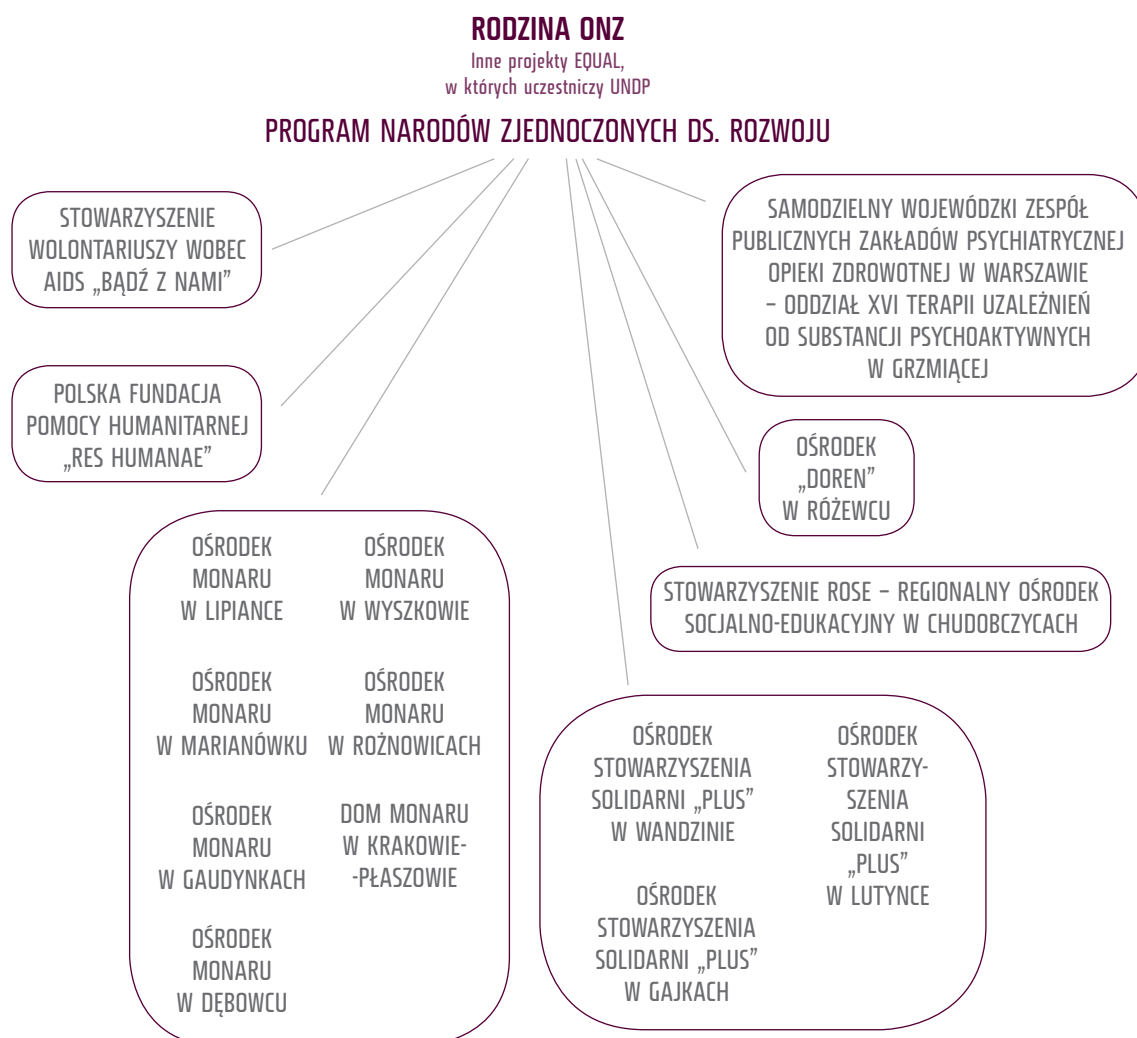 RODZINA ONZ
Inne projekty EQUAL,
w których uczestniczy UNDP
PROGRAM NARODÓW ZJEDNOCZONYCH DS. ROZWOJU
STOWARZYSZENIE
WOLONTARIUSZY WOBEC
AIDS „BĄDŹ Z NAMI”
POLSKA FUNDACJA
POMOCY HUMANITARNEJ
„RES HUMANAE”
OŚRODEK
MONARU
W LIPIANCE
OŚRODEK
MONARU
W WYSZKOWIE
OŚRODEK
MONARU
W MARIANÓWKU
OŚRODEK
MONARU
W ROŻNOWICACH
OŚRODEK
MONARU
W GAUDYNKACH
DOM MONARU
W KRAKOWIE-
-PŁASZOWIE
OŚRODEK
MONARU
W DĘBOWCU
SAMODZIELNY WOJEWÓDZKI ZESPÓŁ
PUBLICZNYCH ZAKŁADÓW PSYCHIATRYCZNEJ
OPIEKI ZDROWOTNEJ W WARSZAWIE
– ODDZIAŁ XVI TERAPII UZALEŻNIEŃ
OD SUBSTANCJI PSYCHOAKTYWNYCH
W GRZMIĄCEJ
OŚRODEK
„DOREN”
W RÓŻEWCU
STOWARZYSZENIE ROSE – REGIONALNY OŚRODEK
SOCJALNO-EDUKACYJNY W CHUDOBCZYCACH
OŚRODEK
STOWARZYSZENIA
SOLIDARNI „PLUS”
W WANDZINIE
OŚRODEK
STOWARZY-
SZENIA
SOLIDARNI
„PLUS”
W LUTYNCE
OŚRODEK
STOWARZYSZENIA
SOLIDARNI „PLUS”
W GAJKACH